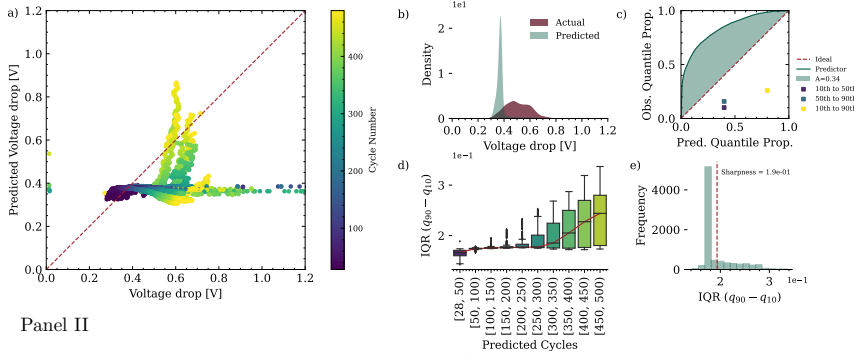 a)
1.2
1.0
0.8
0.6
0.4
0.2
0.0
Predicted Voltage drop [V]
0.0 0.2 0.4 0.6 0.8 1.0 1.2
Voltage drop [V]
400
300
200
100
Cycle Number
b)
1e1
2
1
0
Density
Actual
Predicted
0.0 0.2 0.4 0.6 0.8 1.0 1.2
Voltage drop [V]
c)
1.0
0.8
0.6
0.4
0.2
0.0
Obs. Quantile Prop.
0.0 0.5 1.0
Pred. Quantile Prop.
Ideal
Predictor
A=0.34
10th to 50th
50th to 90th
10th to 90th
d)
1e−1
3
2
IQR (q90 − q10)
[28, 50)
[50, 100)
[100, 150)
[150, 200)
[200, 250)
[250, 300)
[300, 350)
[350, 400)
[400, 450)
[450, 500)
Predicted Cycles
e)
4000
2000
0
Frequency
Sharpness = 1.9e-01
2 3
1e−1
IQR (q90 − q10)
Panel II